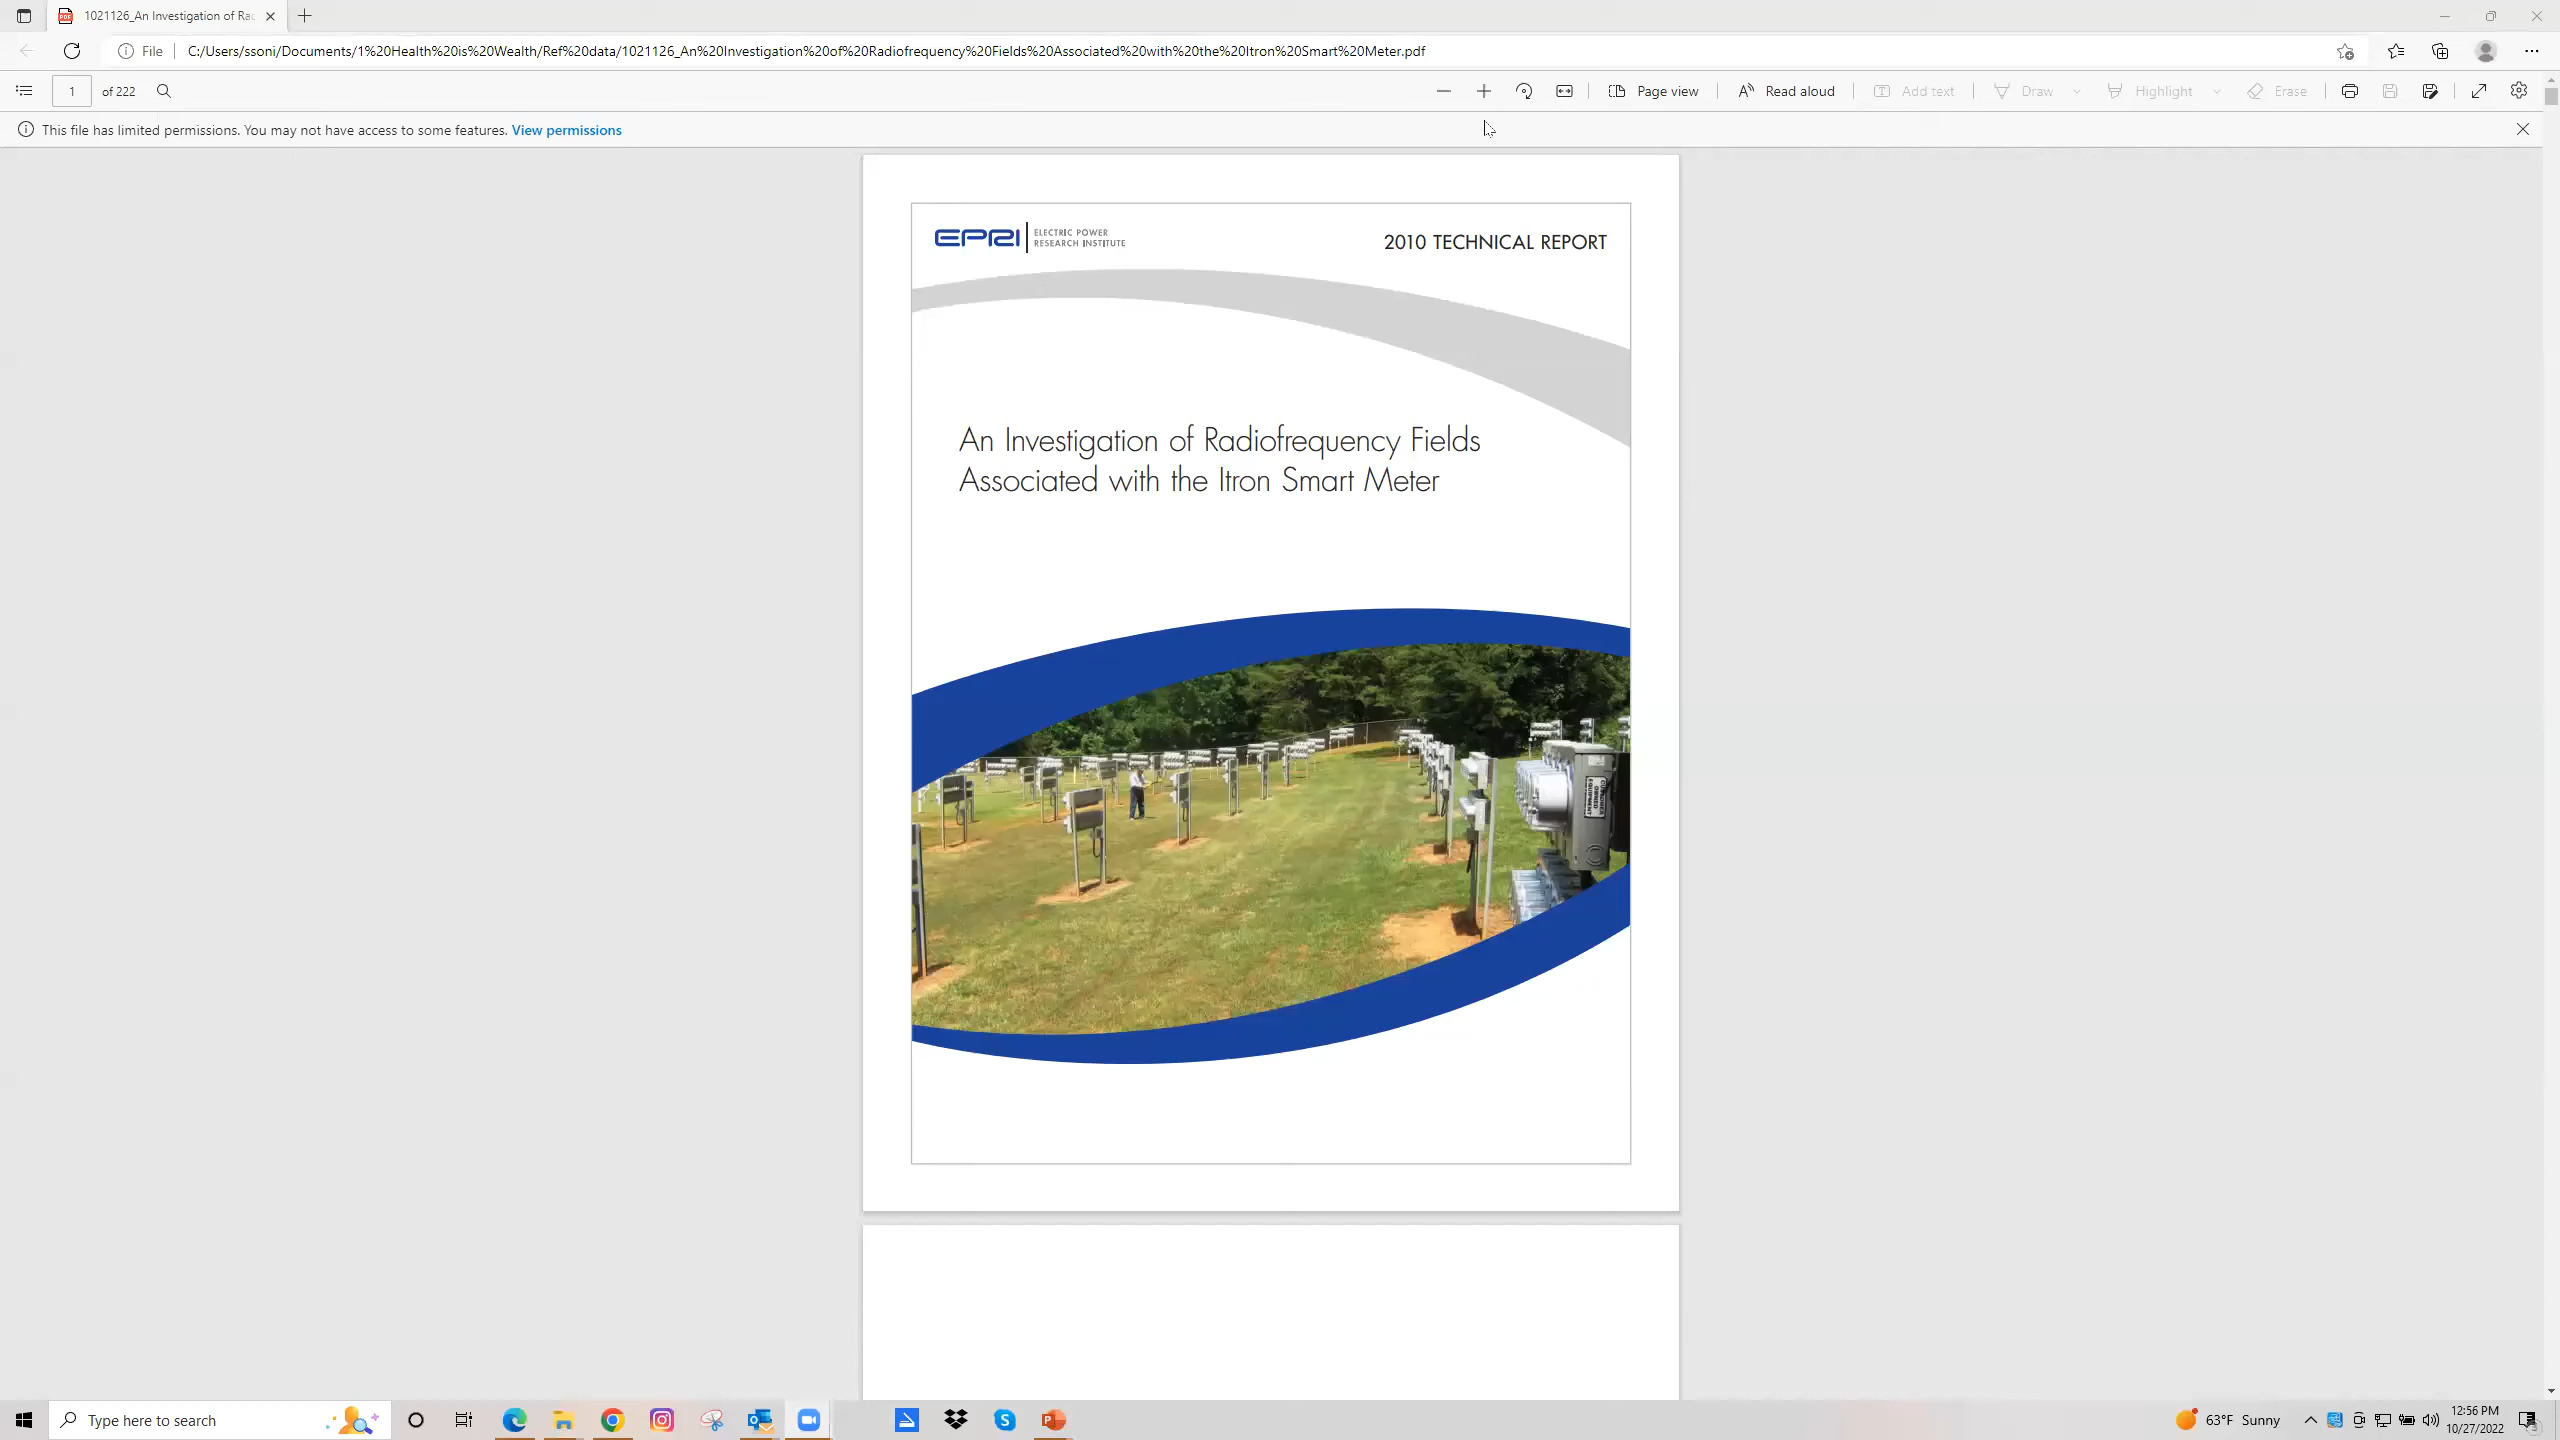 1021126_An Investigation of Rac
File
C:/Users/ssoni/Documents/1%20Health%20is%20Wealth/Ref%20data/1021126_An%20Investigation%20of%20Radiofrequency%20Fields%20Associated%20with%20the%20Itron%20Smart%20Meter.pdf
1 of 222
Page view
Read aloud
Add text
Draw
Highlight
Erase
This file has limited permissions. You may not have access to some features. View permissions
EPRI ELECTRIC POWER
RESEARCH INSTITUTE
2010 TECHNICAL REPORT
An Investigation of Radiofrequency Fields
Associated with the Itron Smart Meter
CUSTOMER
OWNED
EQUIPMENT
Type here to search
63°F Sunny
12:56 PM
10/27/2022